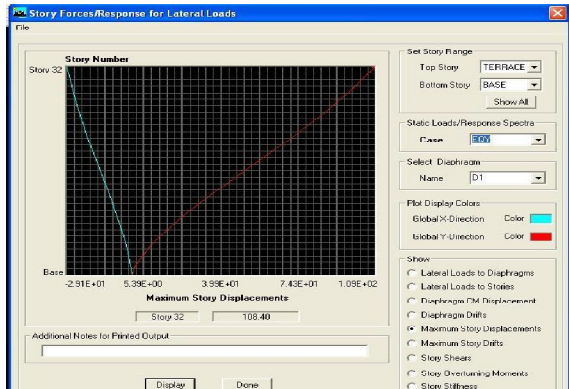 Story Forces/Response for Lateral Loads
File
Story Number
Story 32
Base
-2.91E+01 5.39E+00 3.99E+01 7.43E+01 1.09E+02
Maximum Story Displacements
Story 32 108.40
Additional Notes for Printed Output
Display Done
Set Story Range
Top Story TERRACE
Bottom Story BASE
Show All
Static Loads/Response Spectra
Case EQY
Select Diaphragm
Name D1
Plot Display Colors
Global X-Direction Color
Global Y-Direction Color
Show
Lateral Loads to Diaphragms
Lateral Loads to Stories
Diaphragm CM Displacement
Diaphragm Drifts
Maximum Story Displacements
Maximum Story Drifts
Story Shears
Story Overturning Moments
Story Stiffness